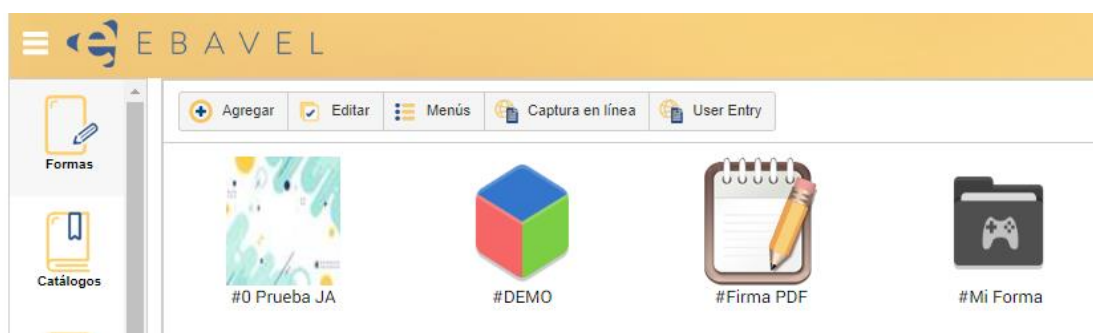 EBAVEL
Agregar Editar Menús Captura en línea User Entry
Formas
Catálogos
#0 Prueba JA #DEMO #Firma PDF #Mi Forma